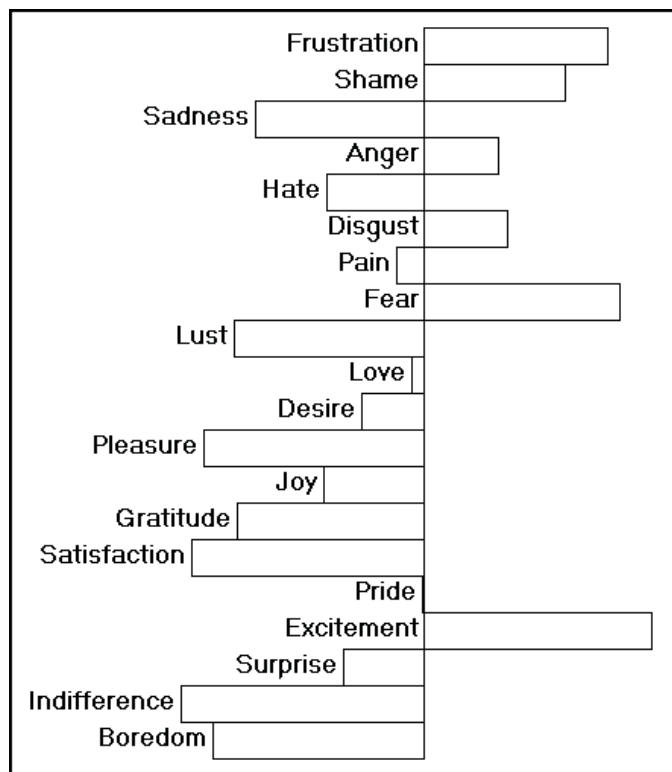 Frustration
Shame
Sadness
Anger
Hate
Disgust
Pain
Fear
Lust
Love
Desire
Pleasure
Joy
Gratitude
Satisfaction
Pride
Excitement
Surprise
Indifference
Boredom